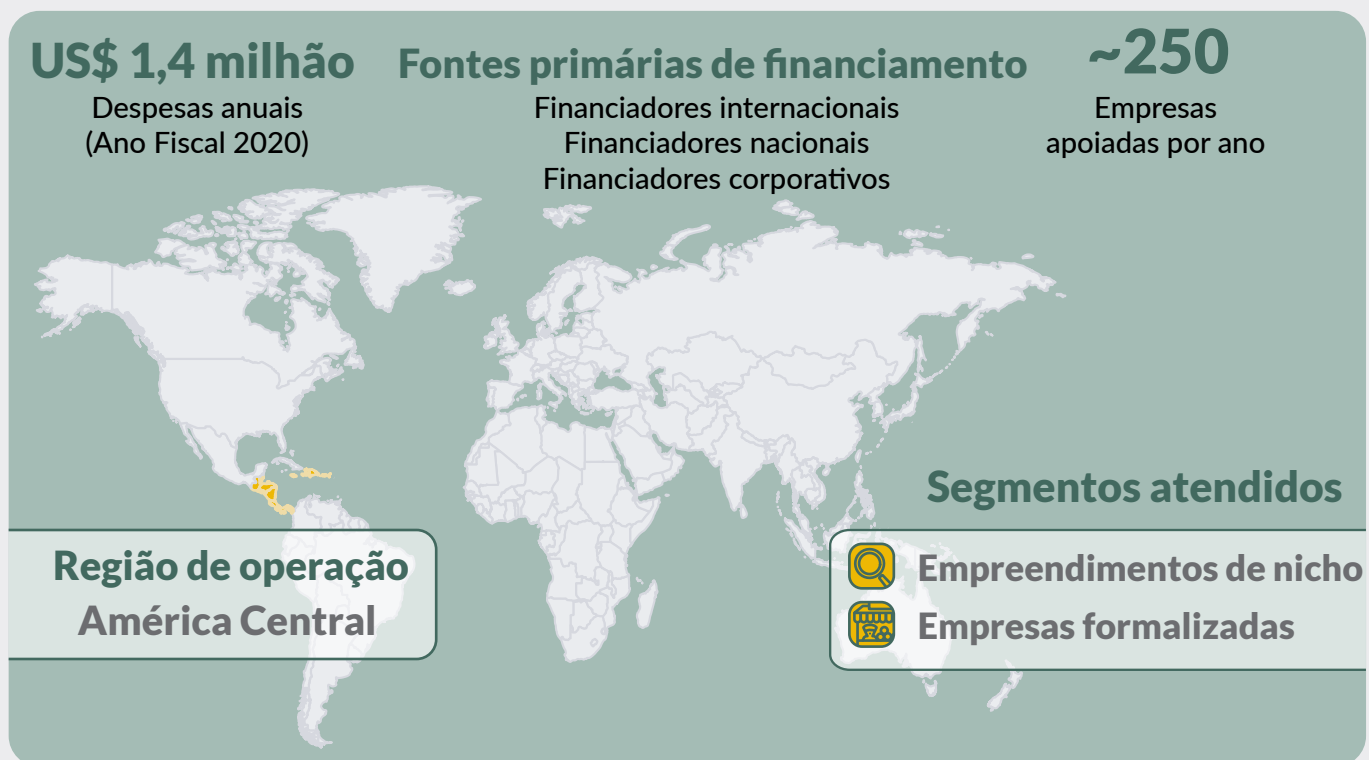 US$ 1,4 milhão
Despesas anuais
(Ano Fiscal 2020)
Fontes primárias de financiamento
Financiadores internacionais
Financiadores nacionais
Financiadores corporativos
~250
Empresas
apoiadas por ano
Região de operação
América Central
Segmentos atendidos
Empreendimentos de nicho
Empresas formalizadas